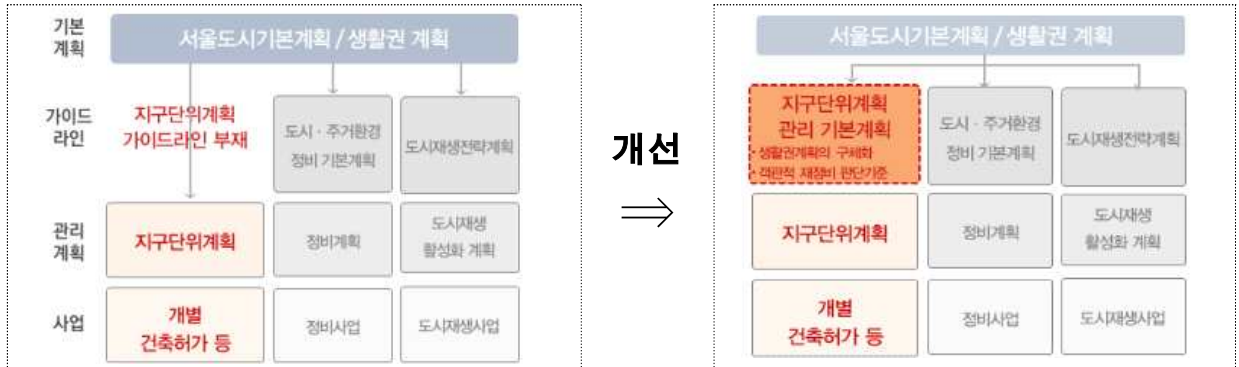 기본
계획
서울도시기본계획 / 생활권 계획
가이드
라인
지구단위계획
가이드라인 부재
도시 · 주거환경
정비 기본계획
도시재생전략계획
관리
계획
지구단위계획
정비계획
도시재생
활성화 계획
사업
개별
건축허가 등
정비사업
도시재생사업
개선
⇒
서울도시기본계획 / 생활권 계획
지구단위계획
관리 기본계획
• 생활권계획의 구체화
• 객관적 재정비 판단기준
도시 · 주거환경
정비 기본계획
도시재생전략계획
지구단위계획
정비계획
도시재생
활성화 계획
개별
건축허가 등
정비사업
도시재생사업